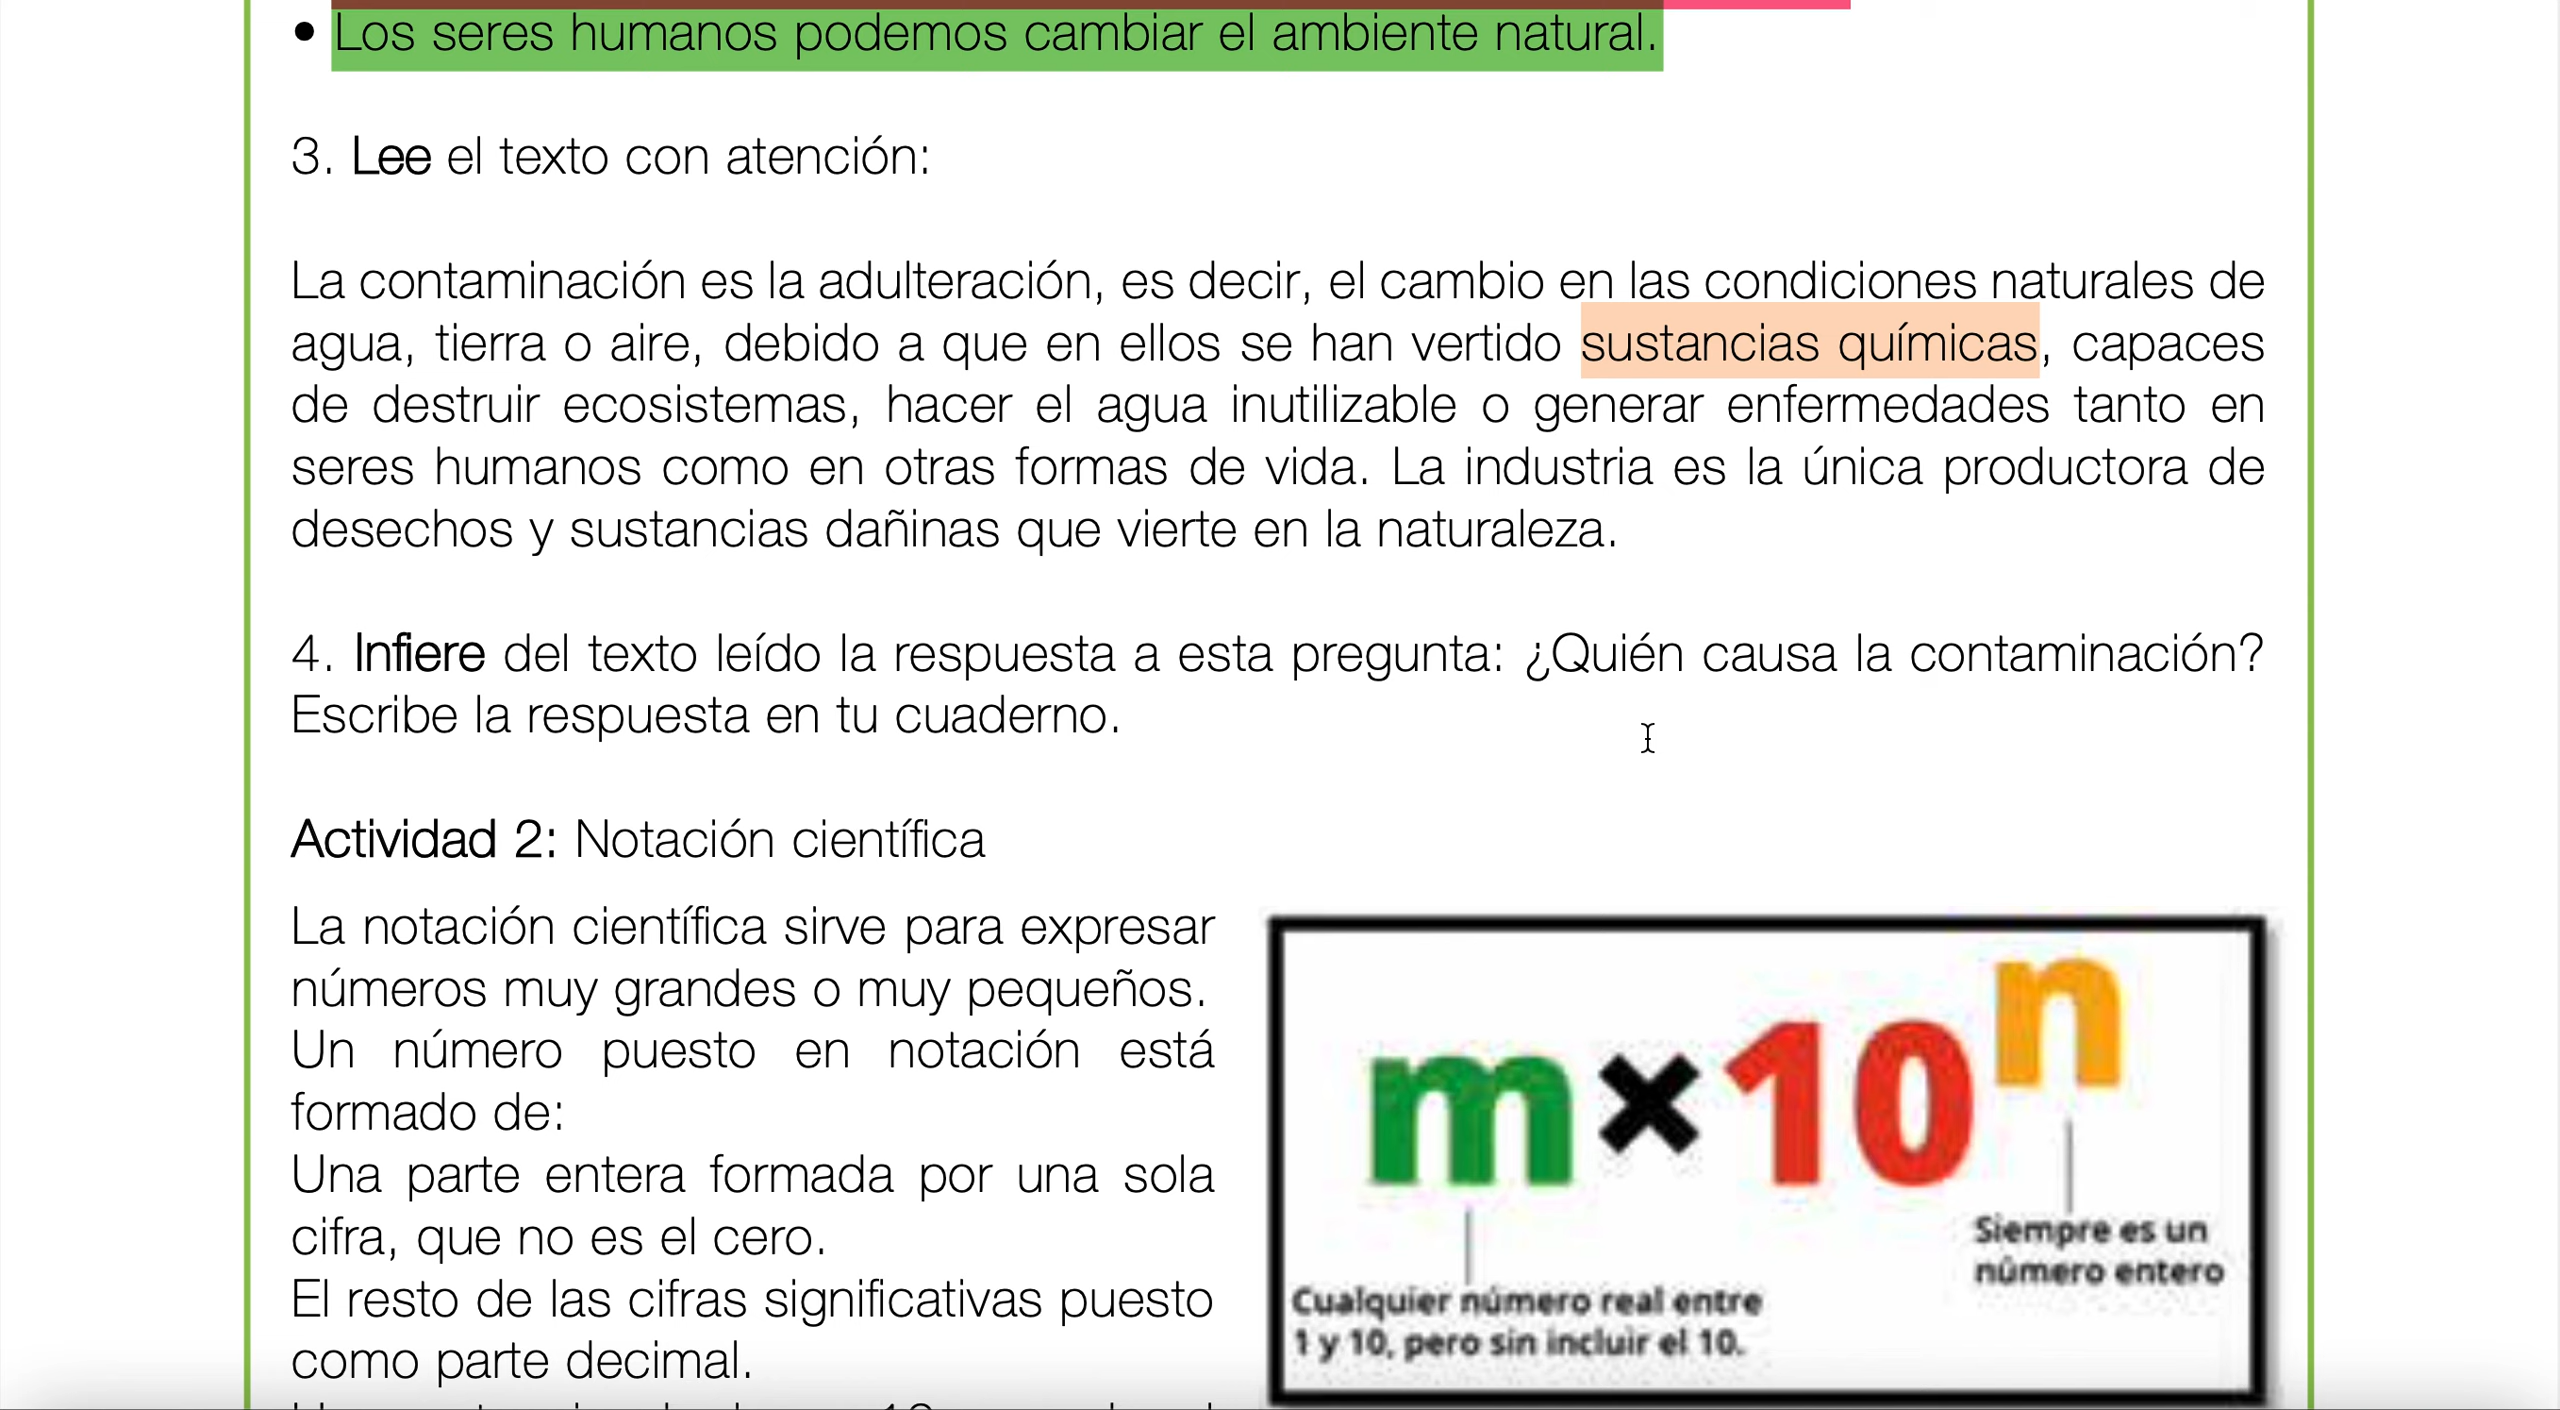 • Los seres humanos podemos cambiar el ambiente natural.
3. Lee el texto con atención:
La contaminación es la adulteración, es decir, el cambio en las condiciones naturales de
agua, tierra o aire, debido a que en ellos se han vertido sustancias químicas, capaces
de destruir ecosistemas, hacer el agua inutilizable o generar enfermedades tanto en
seres humanos como en otras formas de vida. La industria es la única productora de
desechos y sustancias dañinas que vierte en la naturaleza.
4. Infiere del texto leído la respuesta a esta pregunta: ¿Quién causa la contaminación?
Escribe la respuesta en tu cuaderno.
Actividad 2: Notación científica
La notación científica sirve para expresar
números muy grandes o muy pequeños.
Un número puesto en notación está
formado de:
Una parte entera formada por una sola
cifra, que no es el cero.
El resto de las cifras significativas puesto
como parte decimal.
m×10ⁿ
Siempre es un
número entero
Cualquier número real entre
1 y 10, pero sin incluir el 10.